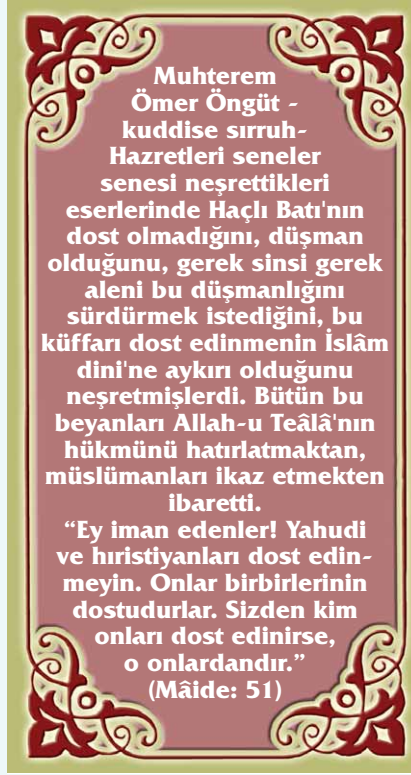 Muhterem
Ömer Öngüt -
kuddise sırruh-
Hazretleri seneler
senesi neşrettikleri
eserlerinde Haçlı Batı'nın
dost olmadığını, düşman
olduğunu, gerek sinsi gerek
aleni bu düşmanlığını
sürdürmek istediğini, bu
küffarı dost edinmenin İslâm
dini'ne aykırı olduğunu
neşretmişlerdi. Bütün bu
beyanları Allah-u Teâlâ'nın
hükmünü hatırlatmaktan,
müslümanları ikaz etmekten
ibaretti.
“Ey iman edenler! Yahudi
ve hıristiyanları dost edin-
meyin. Onlar birbirlerinin
dostudurlar. Sizden kim
onları dost edinirse,
o onlardandır.”
(Mâide: 51)